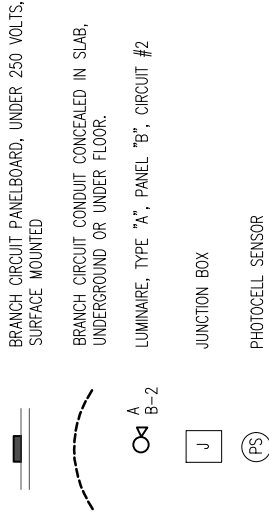 BRANCH CIRCUIT PANELBOARD, UNDER 250 VOLTS,
SURFACE MOUNTED
BRANCH CIRCUIT CONDUIT CONCEALED IN SLAB,
UNDERGROUND OR UNDER FLOOR.
A
B-2
LUMINAIRE, TYPE "A", PANEL "B", CIRCUIT #2
J
JUNCTION BOX
PS
PHOTOCELL SENSOR